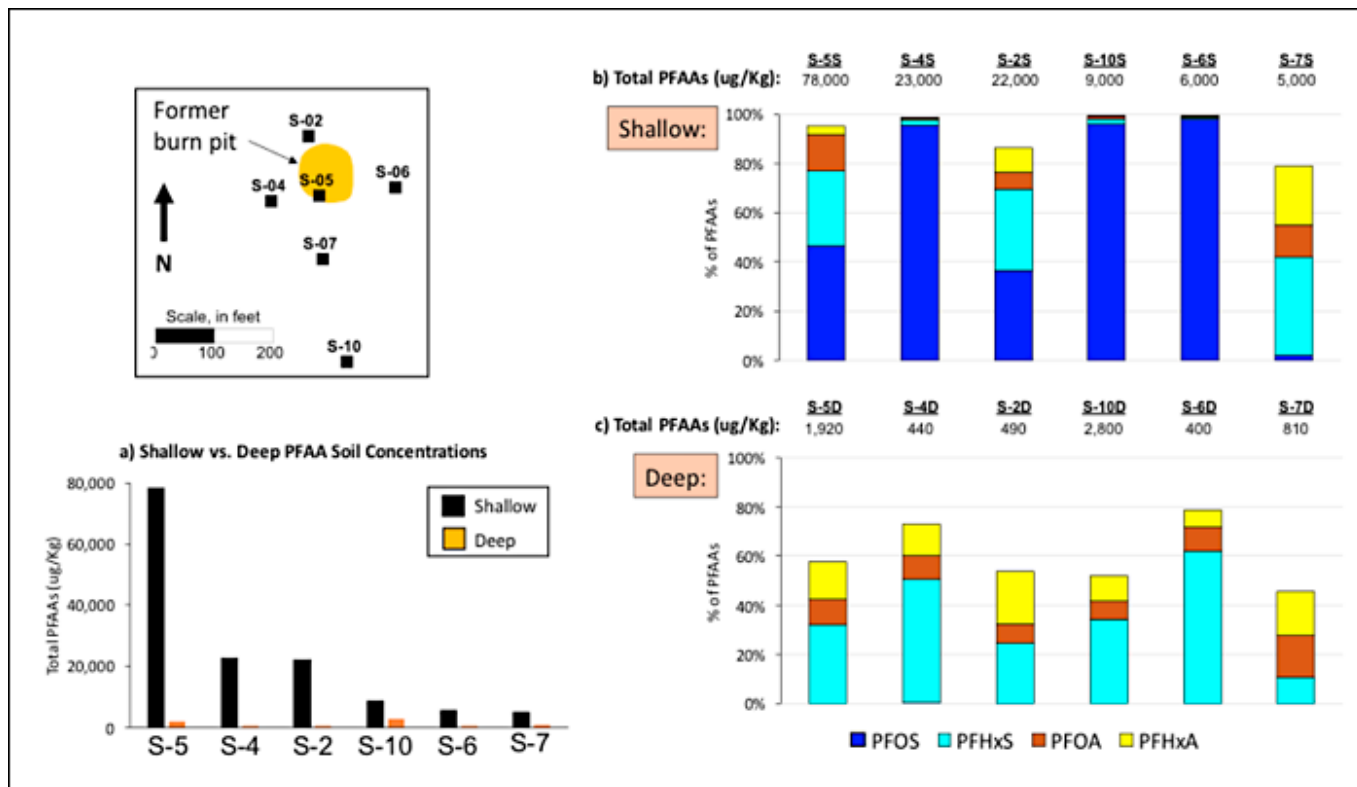 Former
burn pit
S-02
S-04
S-05
S-06
S-07
N
Scale, in feet
0 100 200
S-10
a) Shallow vs. Deep PFAA Soil Concentrations
Total PFAAs (ug/Kg)
80,000
60,000
40,000
20,000
0
Shallow
Deep
S-5 S-4 S-2 S-10 S-6 S-7
S-5S S-4S S-2S S-10S S-6S S-7S
b) Total PFAAs (ug/Kg): 78,000 23,000 22,000 9,000 6,000 5,000
Shallow:
% of PFAAs
100%
80%
60%
40%
20%
0%
S-5D S-4D S-2D S-10D S-6D S-7D
c) Total PFAAs (ug/Kg): 1,920 440 490 2,800 400 810
Deep:
% of PFAAs
100%
80%
60%
40%
20%
0%
PFOS PFHxS PFOA PFHxA